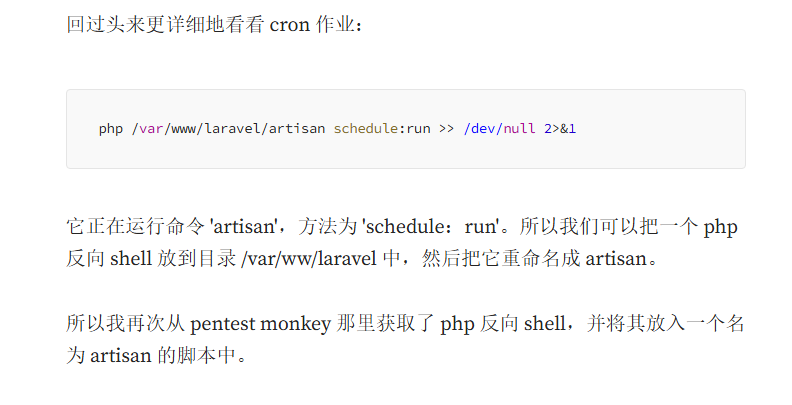 回过头来更详细地看看 cron 作业：
php /var/www/laravel/artisan schedule:run >> /dev/null 2>&1
它正在运行命令 'artisan'，方法为 'schedule：run'。所以我们可以把一个 php
反向 shell 放到目录 /var/ww/laravel 中，然后把它重命名成 artisan。
所以我再次从 pentest monkey 那里获取了 php 反向 shell，并将其放入一个名
为 artisan 的脚本中。